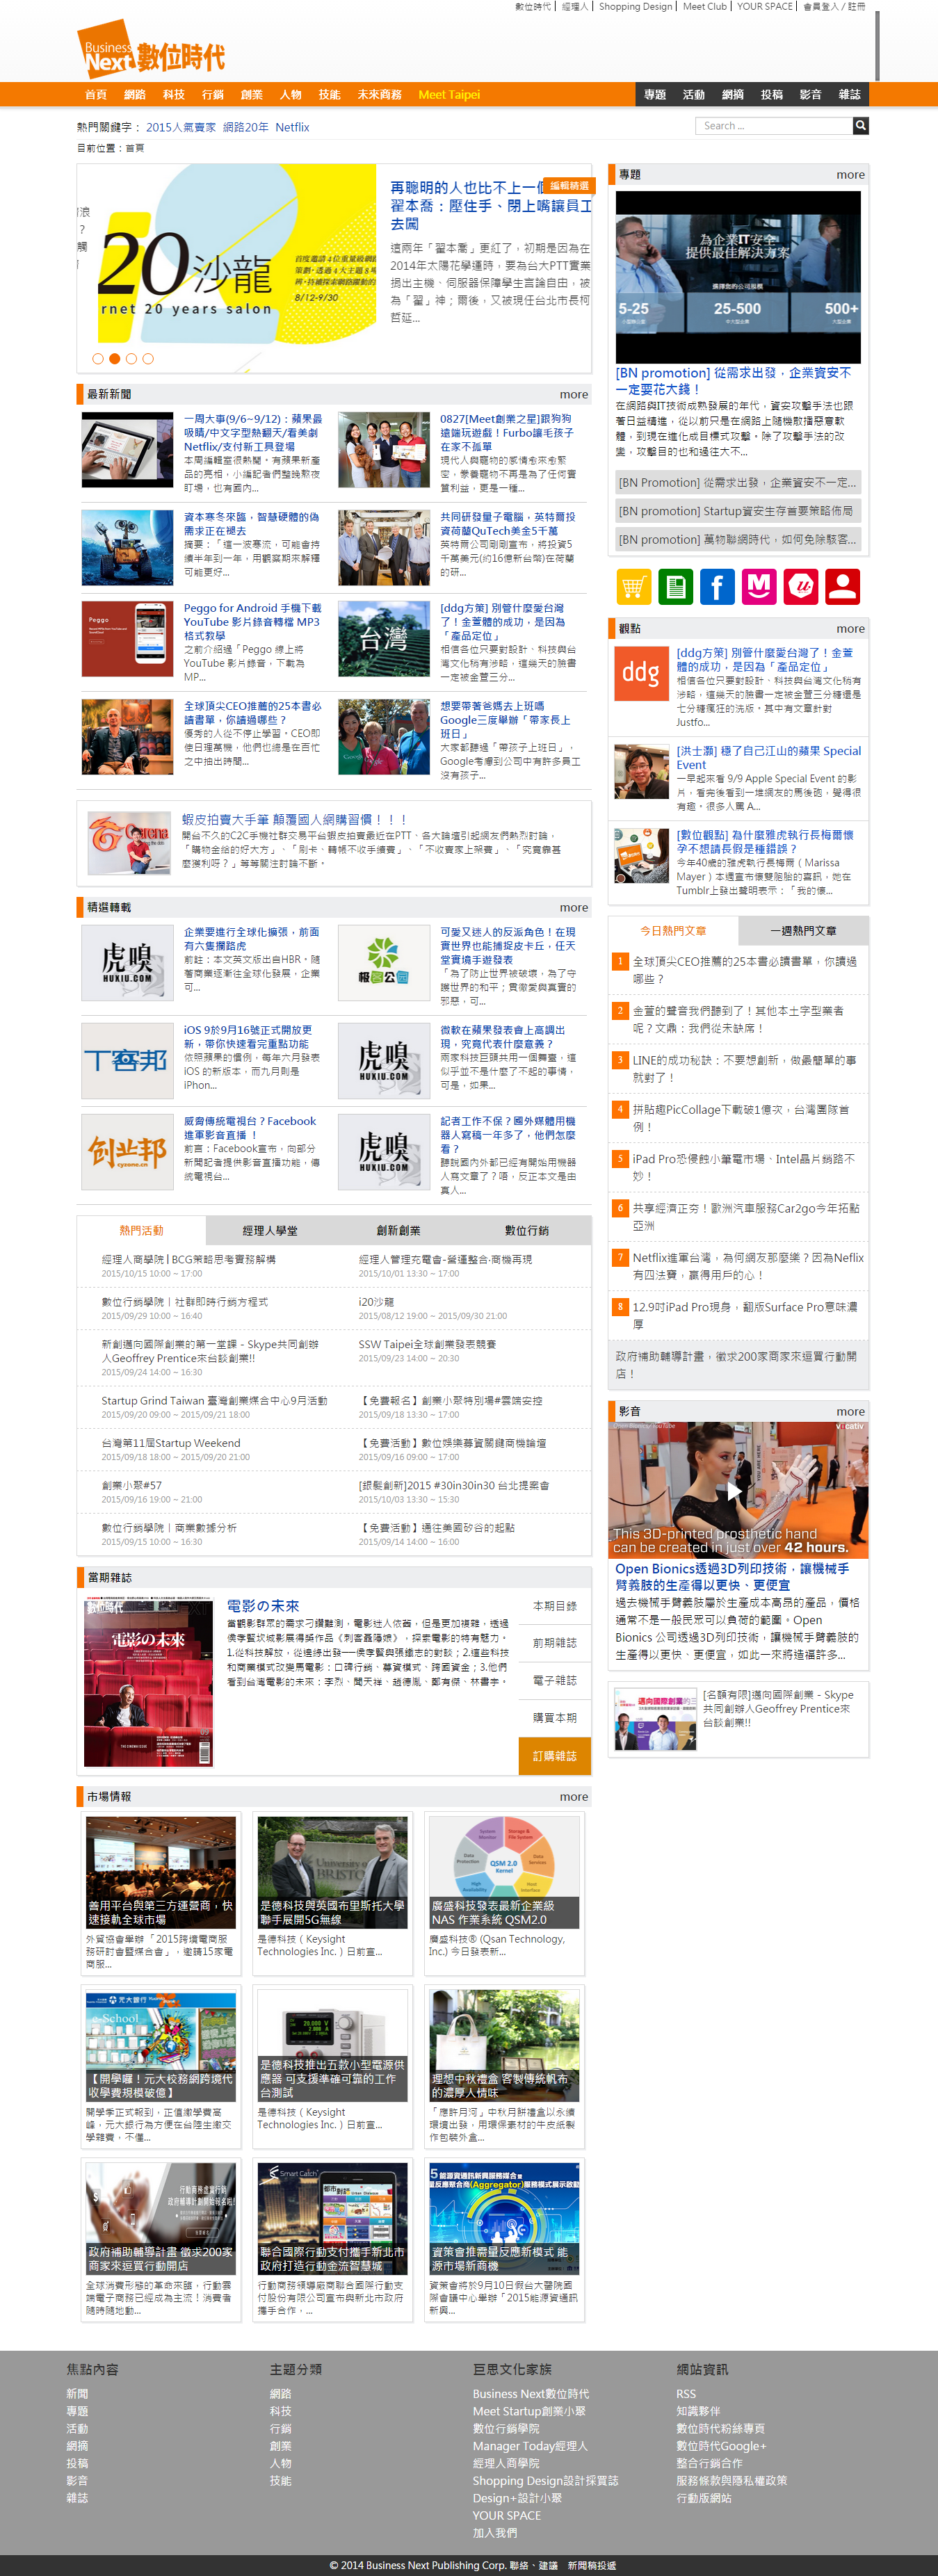 數位時代 | 經理人 | Shopping Design | Meet Club | YOUR SPACE | 會員登入 / 註冊
Business Next 數位時代
首頁 網路 科技 行銷 創業 人物 技能 未來商務 Meet Taipei 專題 活動 網摘 投稿 影音 雜誌
熱門關鍵字： 2015人氣賣家 網路20年 Netflix
Search ...
目前位置：首頁
20 沙龍
rnet 20 years salon
8/12-9/30
編輯精選
翟本喬：壓住手、閉上嘴讓員工
去闖
這兩年「翟本喬」更紅了，初期是因為在
2014年太陽花學運時，要為台大PTT實業
捐出主機、伺服器保障學生言論自由，被
為「翟」神；爾後，又被現任台北市長柯
哲延...
最新新聞 more
一周大事(9/6~9/12)：蘋果最
吸睛/中文字型熱翻天/看美劇
Netflix/支付新工具登場
本周編輯室很熱鬧。有蘋果新產
品的亮相，小編記者們整晚熬夜
盯場，也有國內...
0827[Meet創業之星]跟狗狗
遠端玩遊戲！Furbo讓毛孩子
在家不孤單
現代人與寵物的感情愈來愈緊
密，豢養寵物不再是為了任何實
質利益，更是一種...
資本寒冬來臨，智慧硬體的偽
需求正在褪去
摘要：「這一波寒流，可能會持
續半年到一年，用觀察期來解釋
可能更好...
共同研發量子電腦，英特爾投
資荷蘭QuTech美金5千萬
英特爾公司剛剛宣布，將投資5
千萬美元(約16億新台幣)在荷蘭
的研...
Peggo for Android 手機下載
YouTube 影片錄音轉檔 MP3
格式教學
之前介紹過「Peggo 線上將
YouTube 影片錄音，下載為
MP...
台灣
[ddg方策] 別管什麼愛台灣
了！金萱體的成功，是因為
「產品定位」
相信各位只要對設計、科技與台
灣文化稍有涉略，這幾天的臉書
一定被金萱三分...
全球頂尖CEO推薦的25本書必
讀書單，你讀過哪些？
優秀的人從不停止學習。CEO即
使日理萬機，他們也總是在百忙
之中抽出時間...
想要帶著爸媽去上班嗎
Google三度舉辦「帶家長上
班日」
大家都聽過「帶孩子上班日」，
Google考慮到公司中有許多員工
沒有孩子...
蝦皮拍賣大手筆 顛覆國人網購習慣！！！
開台不久的C2C手機社群交易平台蝦皮拍賣最近在PTT、各大論壇引起網友們熱烈討論，
「購物金給的好大方」、「刷卡、轉帳不收手續費」、「不收賣家上架費」、「究竟靠甚
麼獲利呀？」等等關注討論不斷。
精選轉載 more
虎嗅
HUXIU.COM
企業要進行全球化擴張，前面
有六隻攔路虎
前註：本文英文版出自HBR。隨
著商業逐漸往全球化發展，企業
可...
极客公园
可愛又迷人的反派角色！在現
實世界也能捕捉皮卡丘，任天
堂實境手遊發表
「為了防止世界被破壞，為了守
護世界的和平；貫徹愛與真實的
邪惡，可...
T客邦
iOS 9於9月16號正式開放更
新，帶你快速看完重點功能
依照蘋果的慣例，每年六月發表
iOS 的新版本，而九月則是
iPhon...
虎嗅
HUXIU.COM
微軟在蘋果發表會上高調出
現，究竟代表什麼意義？
兩家科技巨頭共用一個舞臺，這
似乎並不是什麼了不起的事情、
可是，如果...
创业邦
cyzone.cn
威脅傳統電視台？Facebook
進軍影音直播 ！
前言：Facebook宣布，向部分
新聞記者提供影音直播功能，傳
統電視台...
虎嗅
HUXIU.COM
記者工作不保？國外媒體用機
器人寫稿一年多了，他們怎麼
看？
聽說國內外都已經有開始用機器
人寫文章了？唔，反正本文是由
真人...
熱門活動 經理人學堂 創新創業 數位行銷
經理人商學院 | BCG策略思考實務解構
2015/10/15 10:00 ~ 17:00
經理人管理充電會-營運整合‧商機再現
2015/10/01 13:30 ~ 17:00
數位行銷學院｜社群即時行銷方程式
2015/09/29 10:00 ~ 16:40
i20沙龍
2015/08/12 19:00 ~ 2015/09/30 21:00
新創邁向國際創業的第一堂課 - Skype共同創辦
人Geoffrey Prentice來台談創業!!
2015/09/24 14:00 ~ 16:30
SSW Taipei全球創業發表競賽
2015/09/23 14:00 ~ 20:30
Startup Grind Taiwan 臺灣創業媒合中心9月活動
2015/09/20 09:00 ~ 2015/09/21 18:00
【免費報名】創業小聚特別場#雲端安控
2015/09/18 13:30 ~ 17:00
台灣第11屆Startup Weekend
2015/09/18 18:00 ~ 2015/09/20 21:00
【免費活動】數位娛樂募資關鍵商機論壇
2015/09/16 09:00 ~ 17:00
創業小聚#57
2015/09/16 19:00 ~ 21:00
[銀髮創新]2015 #30in30in30 台北提案會
2015/10/03 13:30 ~ 15:30
數位行銷學院｜商業數據分析
2015/09/15 10:00 ~ 16:30
【免費活動】通往美國矽谷的起點
2015/09/14 14:00 ~ 16:00
當期雜誌
數位時代
電影の未來
電影の未來
當觀影群眾的需求刁鑽難測，電影迷人依舊，但是更加複雜，透過
侯孝賢坎城影展得獎作品《刺客聶隱娘》，探索電影的特有魅力。
1.從科技解放，從邊緣出發──侯孝賢與張鐵志的對談；2.這些科技
和商業模式改變馬電影：口碑行銷、募資模式、跨國資金；3.他們
看到台灣電影的未來：李烈、聞天祥、趙德胤、鄭有傑、林書宇。
本期目錄
前期雜誌
電子雜誌
購買本期
訂購雜誌
市場情報 more
善用平台與第三方運營商，快
速接軌全球市場
外貿協會舉辦「2015跨境電商服
務研討會暨媒合會」，邀請15家電
商服...
是德科技與英國布里斯托大學
聯手展開5G無線
是德科技（Keysight
Technologies Inc.）日前宣...
QSM 2.0
Kernel
廣盛科技發表最新企業級
NAS 作業系統 QSM2.0
廣盛科技® (Qsan Technology,
Inc.) 今日發表新...
元大銀行
e-School
【開學囉！元大校務網跨境代
收學費規模破億】
開學季正式報到，正值繳學費高
峰，元大銀行為方便在台陸生繳交
學雜費，不僅...
是德科技推出五款小型電源供
應器 可支援準確可靠的工作
台測試
是德科技（Keysight
Technologies Inc.）日前宣...
理想中秋禮盒 客製傳統帆布
的濃厚人情味
「應許月河」中秋月餅禮盒以永續
環境出發，用環保素材的牛皮紙製
作包裝外盒...
政府補助輔導計畫 徵求200家
商家來逗買行動開店
全球消費形態的革命來臨，行動雲
端電子商務已經成為主流！消費者
隨時隨地動...
Smart Catch
聯合國際行動支付攜手新北市
政府打造行動金流智慧城
行動商務領導廠商聯合國際行動支
付股份有限公司宣布與新北市政府
攜手合作，...
資策會推需量反應新模式 能
源市場新商機
資策會將於9月10日假台大醫院國
際會議中心舉辦「2015能源資通訊
新興...
專題 more
為企業IT安全
提供最佳解決方案
選擇您的公司規模
5-25 25-500 500+
[BN promotion] 從需求出發，企業資安不
一定要花大錢！
在網路與IT技術成熟發展的年代，資安攻擊手法也跟
著日益精進，從以前只是在網路上隨機散播惡意軟
體，到現在進化成目標式攻擊。除了攻擊手法的改
變，攻擊目的也和過往大不...
[BN Promotion] 從需求出發，企業資安不一定...
[BN promotion] Startup資安生存首要策略佈局
[BN promotion] 萬物聯網時代，如何免除駭客...
觀點 more
ddg
[ddg方策] 別管什麼愛台灣了！金萱
體的成功，是因為「產品定位」
相信各位只要對設計、科技與台灣文化稍有
涉略，這幾天的臉書一定被金萱三分糖還是
七分糖瘋狂的洗版。其中有文章針對
Justfo...
[洪士灝] 穩了自己江山的蘋果 Special
Event
一早起來看 9/9 Apple Special Event 的影
片，看完後看到一堆網友的馬後砲，覺得很
有趣。很多人罵 A...
[數位觀點] 為什麼雅虎執行長梅爾懷
孕不想請長假是種錯誤？
今年40歲的雅虎執行長梅爾（Marissa
Mayer）本週宣布懷雙胞胎的喜訊，她在
Tumblr上發出聲明表示：「我的懷...
今日熱門文章 一週熱門文章
1 全球頂尖CEO推薦的25本書必讀書單，你讀過
哪些？
2 金萱的聲音我們聽到了！其他本土字型業者
呢？文鼎：我們從未缺席！
3 LINE的成功秘訣：不要想創新，做最簡單的事
就對了！
4 拼貼趣PicCollage下載破1億次，台灣團隊首
例！
5 iPad Pro恐侵蝕小筆電市場、Intel晶片銷路不
妙！
6 共享經濟正夯！歐洲汽車服務Car2go今年拓點
亞洲
7 Netflix進軍台灣，為何網友那麼樂？因為Neflix
有四法寶，贏得用戶的心！
8 12.9吋iPad Pro現身，翻版Surface Pro意味濃
厚
政府補助輔導計畫，徵求200家商家來逗買行動開
店！
影音 more
vocativ
This 3D-printed prosthetic hand
can be created in just over 42 hours.
Open Bionics透過3D列印技術，讓機械手
臂義肢的生產得以更快、更便宜
過去機械手臂義肢屬於生產成本高昂的產品，價格
通常不是一般民眾可以負荷的範圍。Open
Bionics 公司透過3D列印技術，讓機械手臂義肢的
生產得以更快、更便宜，如此一來將造福許多...
邁向國際創業
[名額有限]邁向國際創業 - Skype
共同創辦人Geoffrey Prentice來
台談創業!!
焦點內容
新聞
專題
活動
網摘
投稿
影音
雜誌
主題分類
網路
科技
行銷
創業
人物
技能
巨思文化家族
Business Next數位時代
Meet Startup創業小聚
數位行銷學院
Manager Today經理人
經理人商學院
Shopping Design設計採買誌
Design+設計小聚
YOUR SPACE
加入我們
網站資訊
RSS
知識夥伴
數位時代粉絲專頁
數位時代Google+
整合行銷合作
服務條款與隱私權政策
行動版網站
© 2014 Business Next Publishing Corp. 聯絡、建議 新聞稿投遞